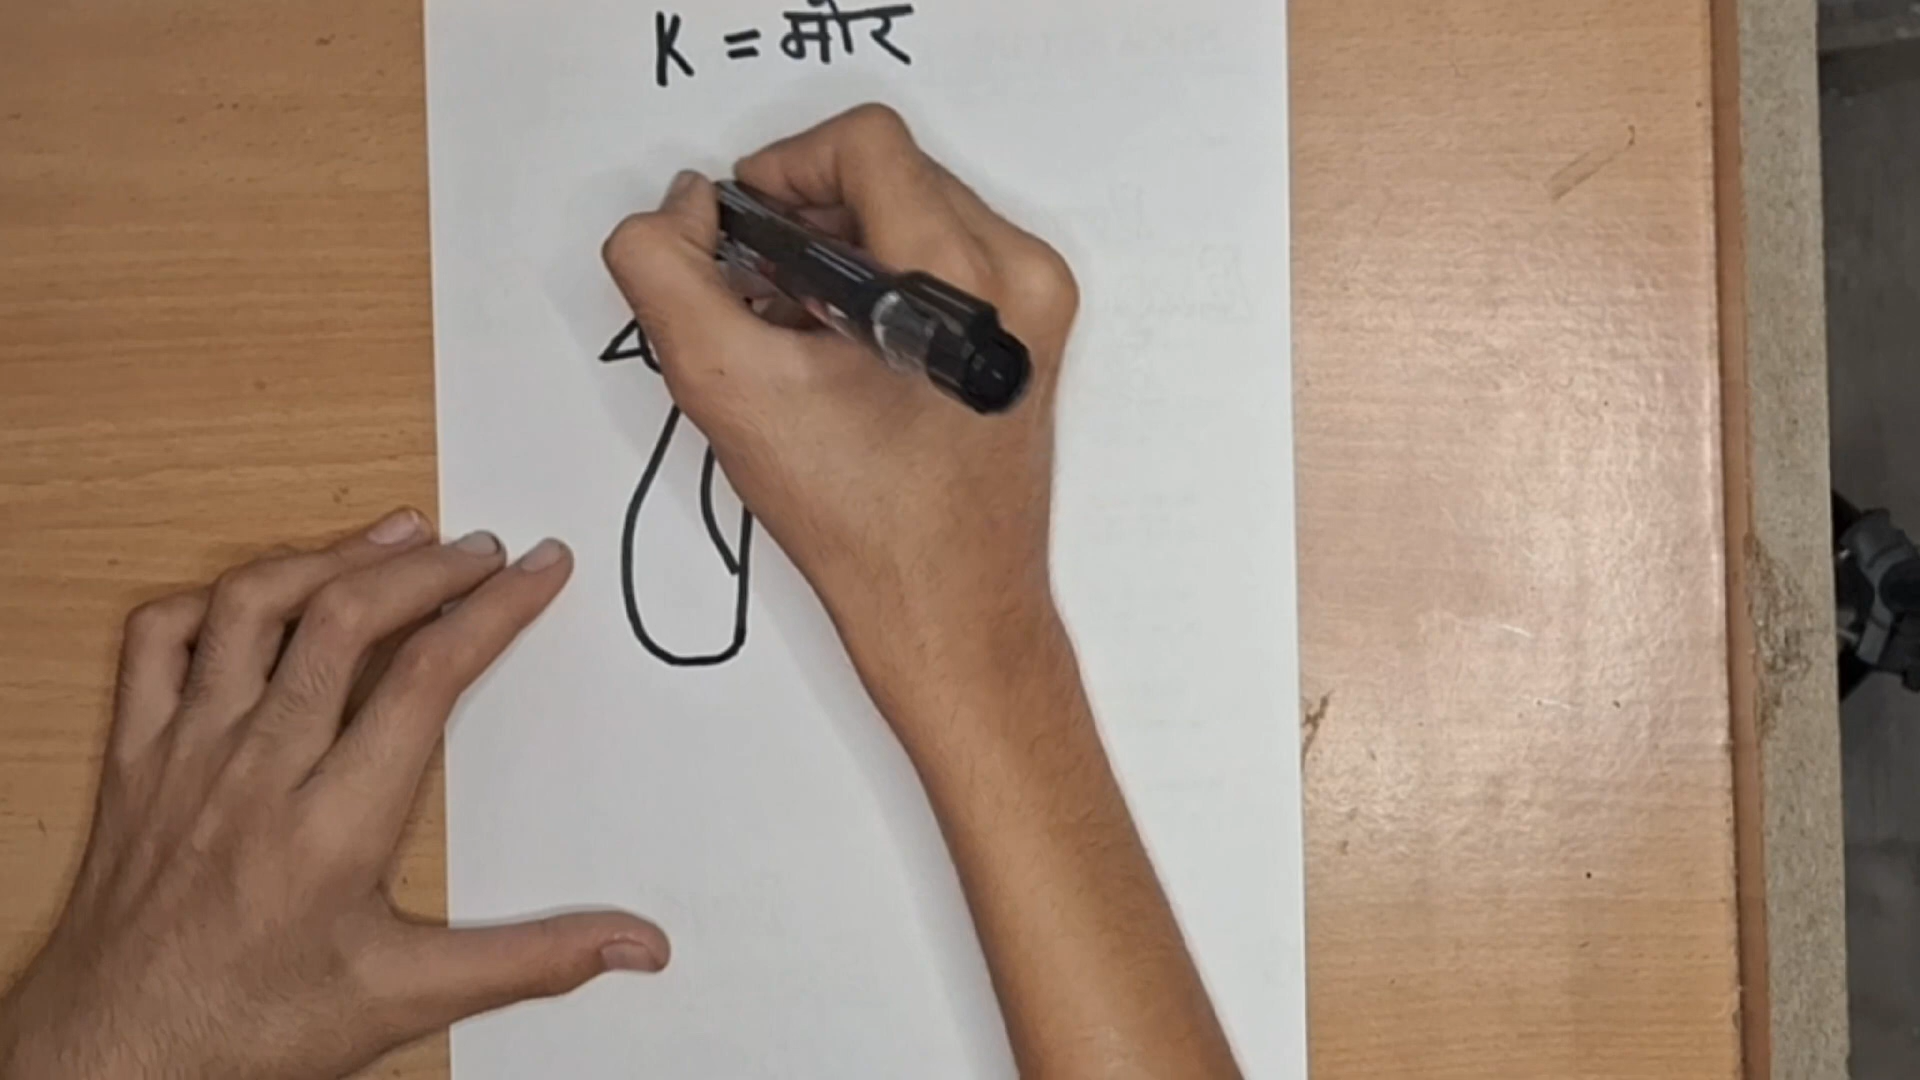 K = मोर